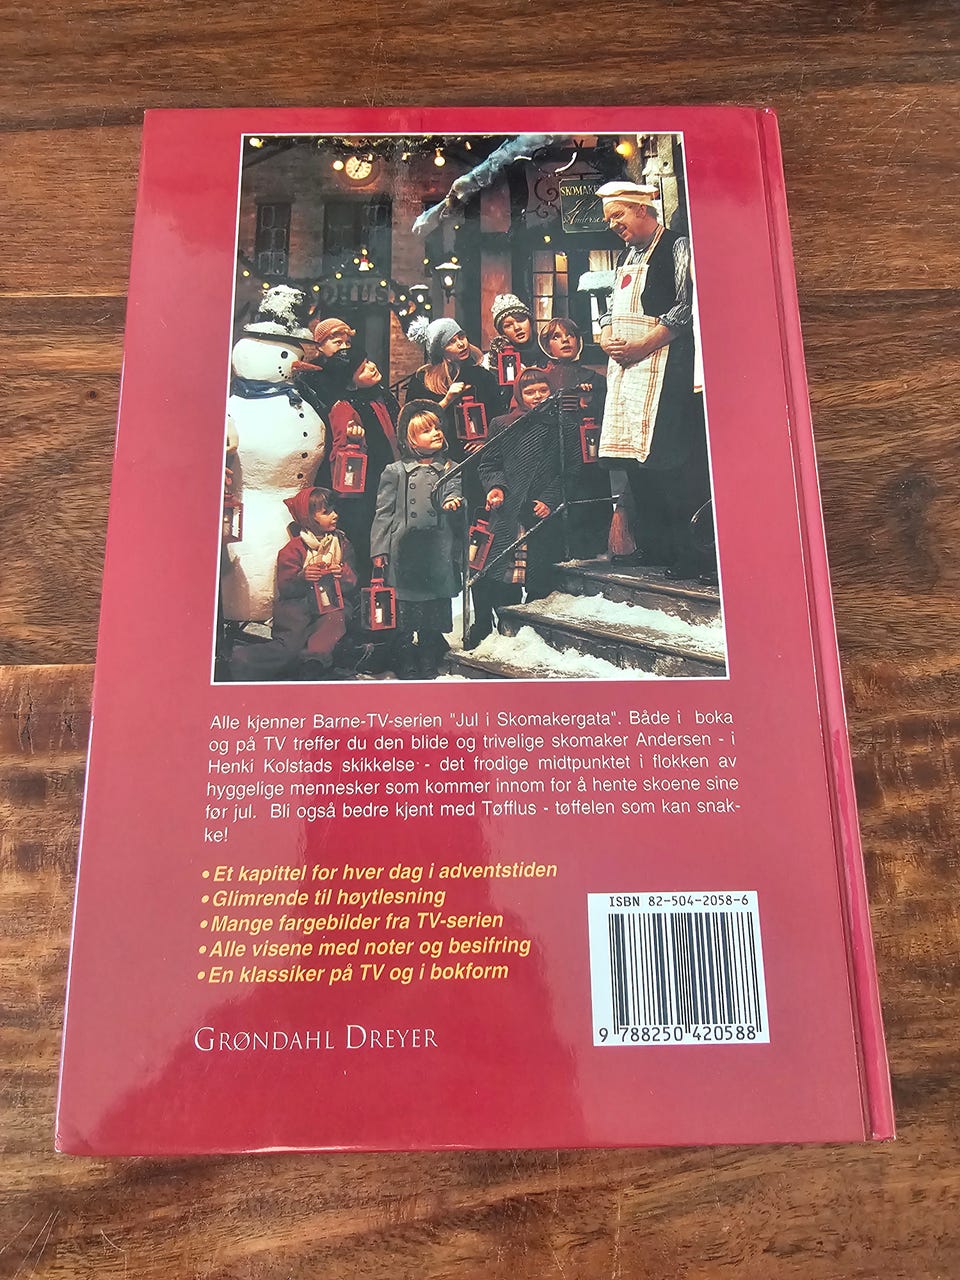 SKOMAKER
J. A.
Andersen
DHUS
Alle kjenner Barne-TV-serien "Jul i Skomakergata". Både i boka
og på TV treffer du den blide og trivelige skomaker Andersen - i
Henki Kolstads skikkelse - det frodige midtpunktet i flokken av
hyggelige mennesker som kommer innom for å hente skoene sine
før jul. Bli også bedre kjent med Tøfflus - tøffelen som kan snak-
ke!
• Et kapittel for hver dag i adventstiden
• Glimrende til høytlesning
• Mange fargebilder fra TV-serien
• Alle visene med noter og besifring
• En klassiker på TV og i bokform
ISBN 82-504-2058-6
9 788250 420588
GRØNDAHL DREYER